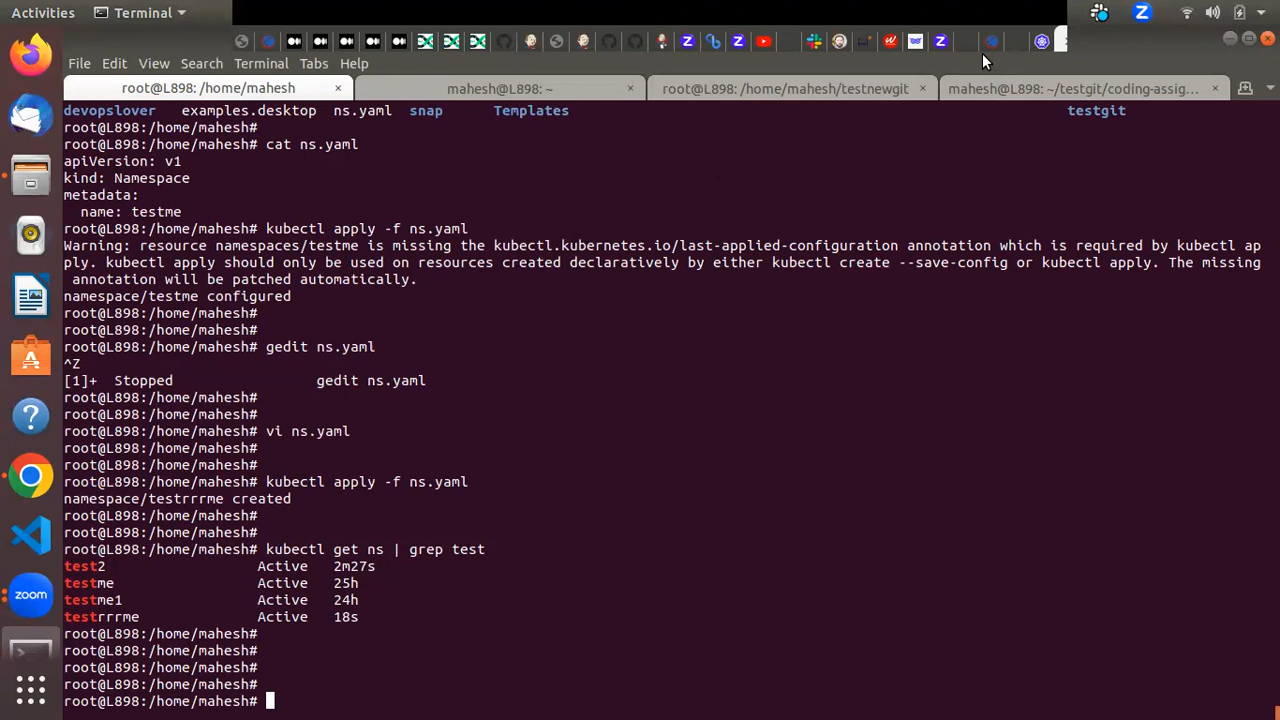 Activities Terminal
File Edit View Search Terminal Tabs Help
root@L898: /home/mahesh × mahesh@L898: ~ × root@L898: /home/mahesh/testnewgit × mahesh@L898: ~/testgit/coding-assig… ×
devopslover examples.desktop ns.yaml snap Templates testgit
root@L898:/home/mahesh#
root@L898:/home/mahesh# cat ns.yaml
apiVersion: v1
kind: Namespace
metadata:
  name: testme
root@L898:/home/mahesh# kubectl apply -f ns.yaml
Warning: resource namespaces/testme is missing the kubectl.kubernetes.io/last-applied-configuration annotation which is required by kubectl ap
ply. kubectl apply should only be used on resources created declaratively by either kubectl create --save-config or kubectl apply. The missing
 annotation will be patched automatically.
namespace/testme configured
root@L898:/home/mahesh#
root@L898:/home/mahesh#
root@L898:/home/mahesh# gedit ns.yaml
^Z
[1]+  Stopped                 gedit ns.yaml
root@L898:/home/mahesh#
root@L898:/home/mahesh#
root@L898:/home/mahesh# vi ns.yaml
root@L898:/home/mahesh#
root@L898:/home/mahesh#
root@L898:/home/mahesh# kubectl apply -f ns.yaml
namespace/testrrrme created
root@L898:/home/mahesh#
root@L898:/home/mahesh#
root@L898:/home/mahesh# kubectl get ns | grep test
test2                  Active   2m27s
testme                 Active   25h
testme1                Active   24h
testrrrme              Active   18s
root@L898:/home/mahesh#
root@L898:/home/mahesh#
root@L898:/home/mahesh#
root@L898:/home/mahesh#
root@L898:/home/mahesh#
zoom